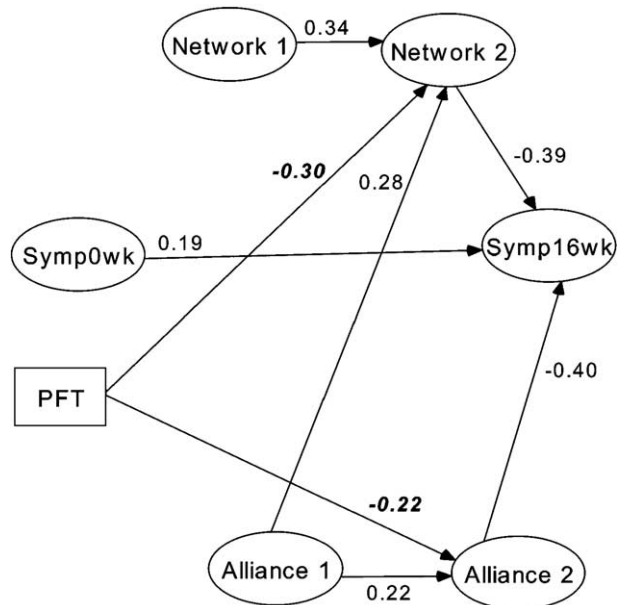 Network 1
0.34
Network 2
-0.30
0.28
-0.39
Symp0wk
0.19
Symp16wk
PFT
-0.40
-0.22
Alliance 1
0.22
Alliance 2